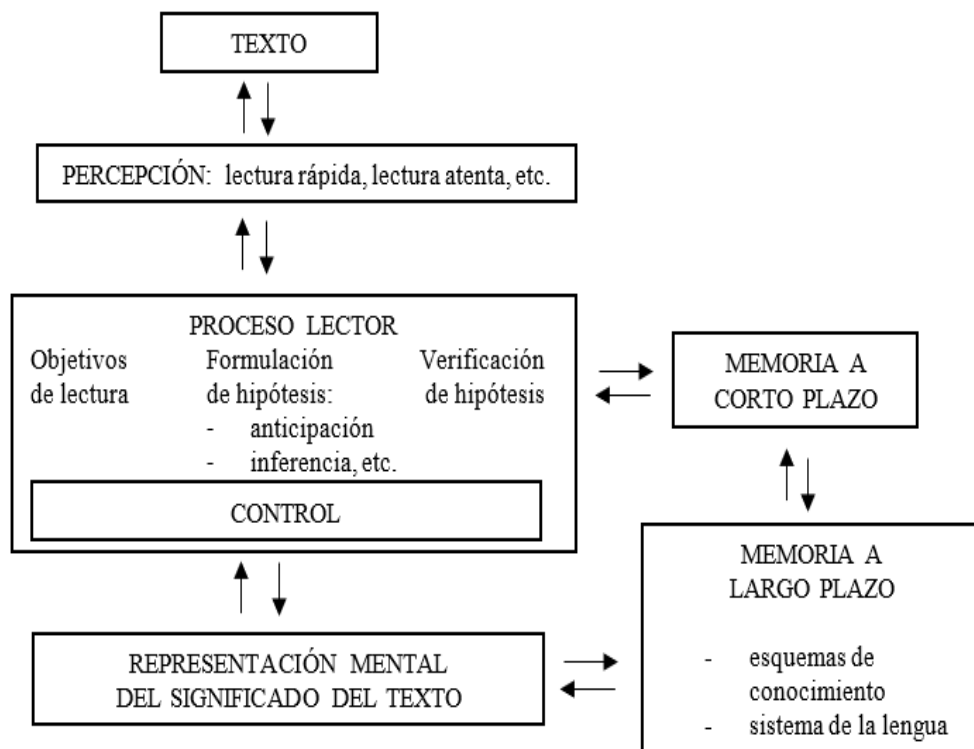 TEXTO
PERCEPCIÓN: lectura rápida, lectura atenta, etc.
PROCESO LECTOR
Objetivos
de lectura
Formulación
de hipótesis:
- anticipación
- inferencia, etc.
Verificación
de hipótesis
CONTROL
MEMORIA A
CORTO PLAZO
MEMORIA A
LARGO PLAZO
- esquemas de
conocimiento
- sistema de la lengua
REPRESENTACIÓN MENTAL
DEL SIGNIFICADO DEL TEXTO